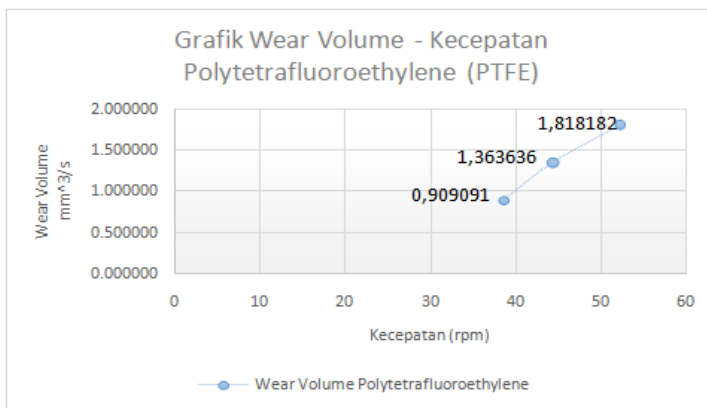 Grafik Wear Volume - Kecepatan
Polytetrafluoroethylene (PTFE)
Wear Volume
mm^3/s
2.000000
1.500000
1.000000
0.500000
0.000000
1,818182
1,363636
0,909091
0 10 20 30 40 50 60
Kecepatan (rpm)
Wear Volume Polytetrafluoroethylene